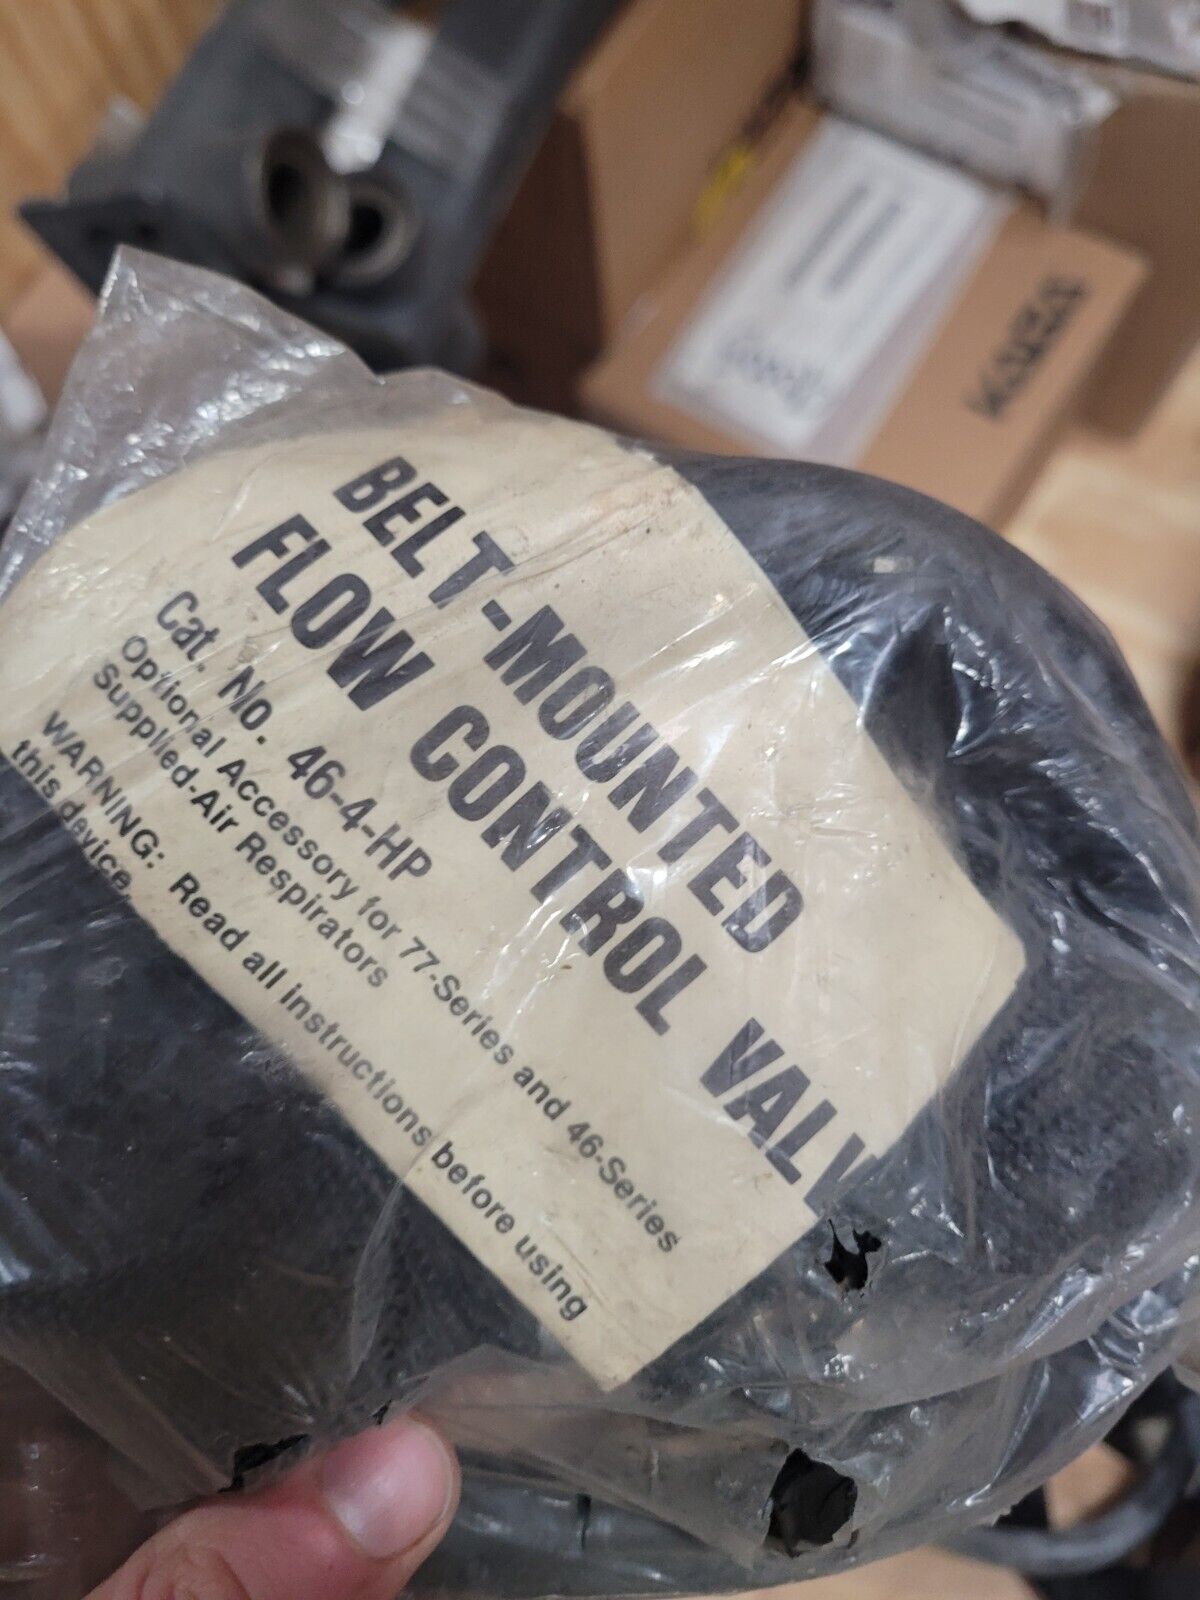 BELT-MOUNTED
FLOW CONTROL VALV
Cat. No. 46-4-HP
Optional Accessory for 77-Series and 46-Series
Supplied-Air Respirators
WARNING: Read all instructions before using
this device.